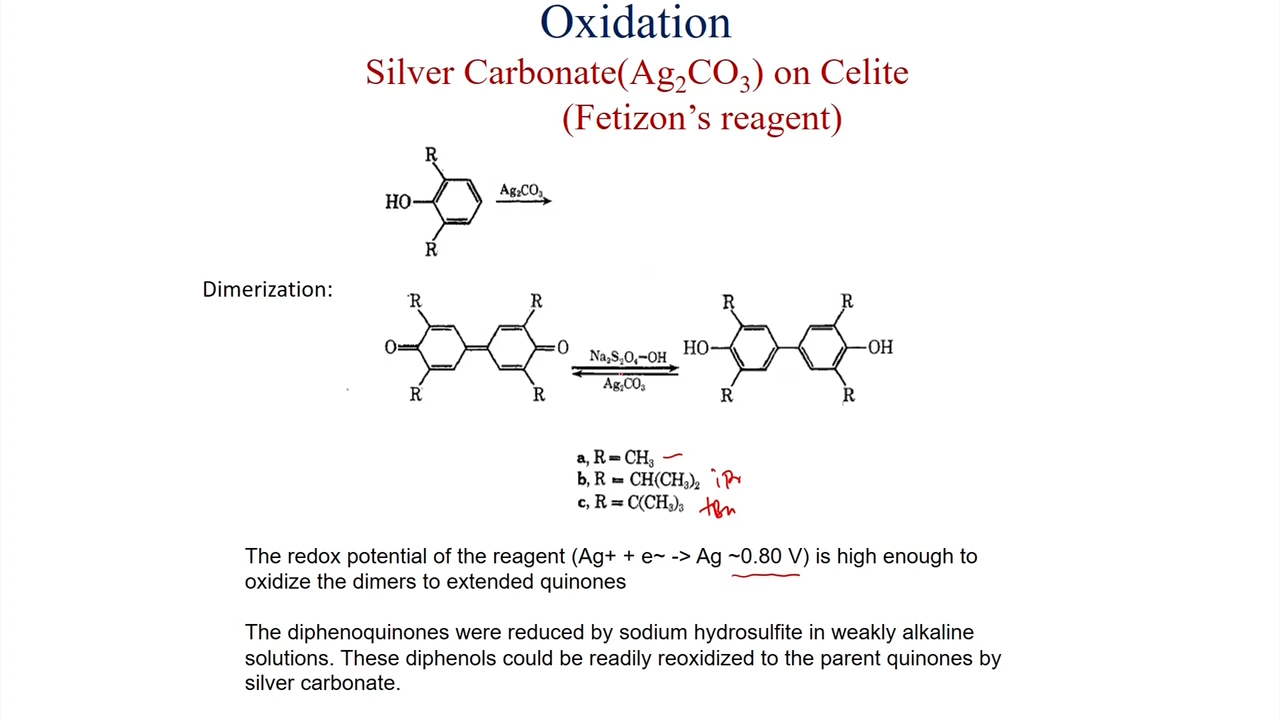 Oxidation
Silver Carbonate(Ag₂CO₃) on Celite
(Fetizon’s reagent)
R
HO
Ag₂CO₃
R
Dimerization:
R R R R
O O Na₂S₂O₄-OH HO OH
Ag₂CO₃
R R R R
a, R = CH₃
b, R = CH(CH₃)₂ iPr
c, R = C(CH₃)₃ tBu
The redox potential of the reagent (Ag+ + e~ -> Ag ~0.80 V) is high enough to
oxidize the dimers to extended quinones
The diphenoquinones were reduced by sodium hydrosulfite in weakly alkaline
solutions. These diphenols could be readily reoxidized to the parent quinones by
silver carbonate.